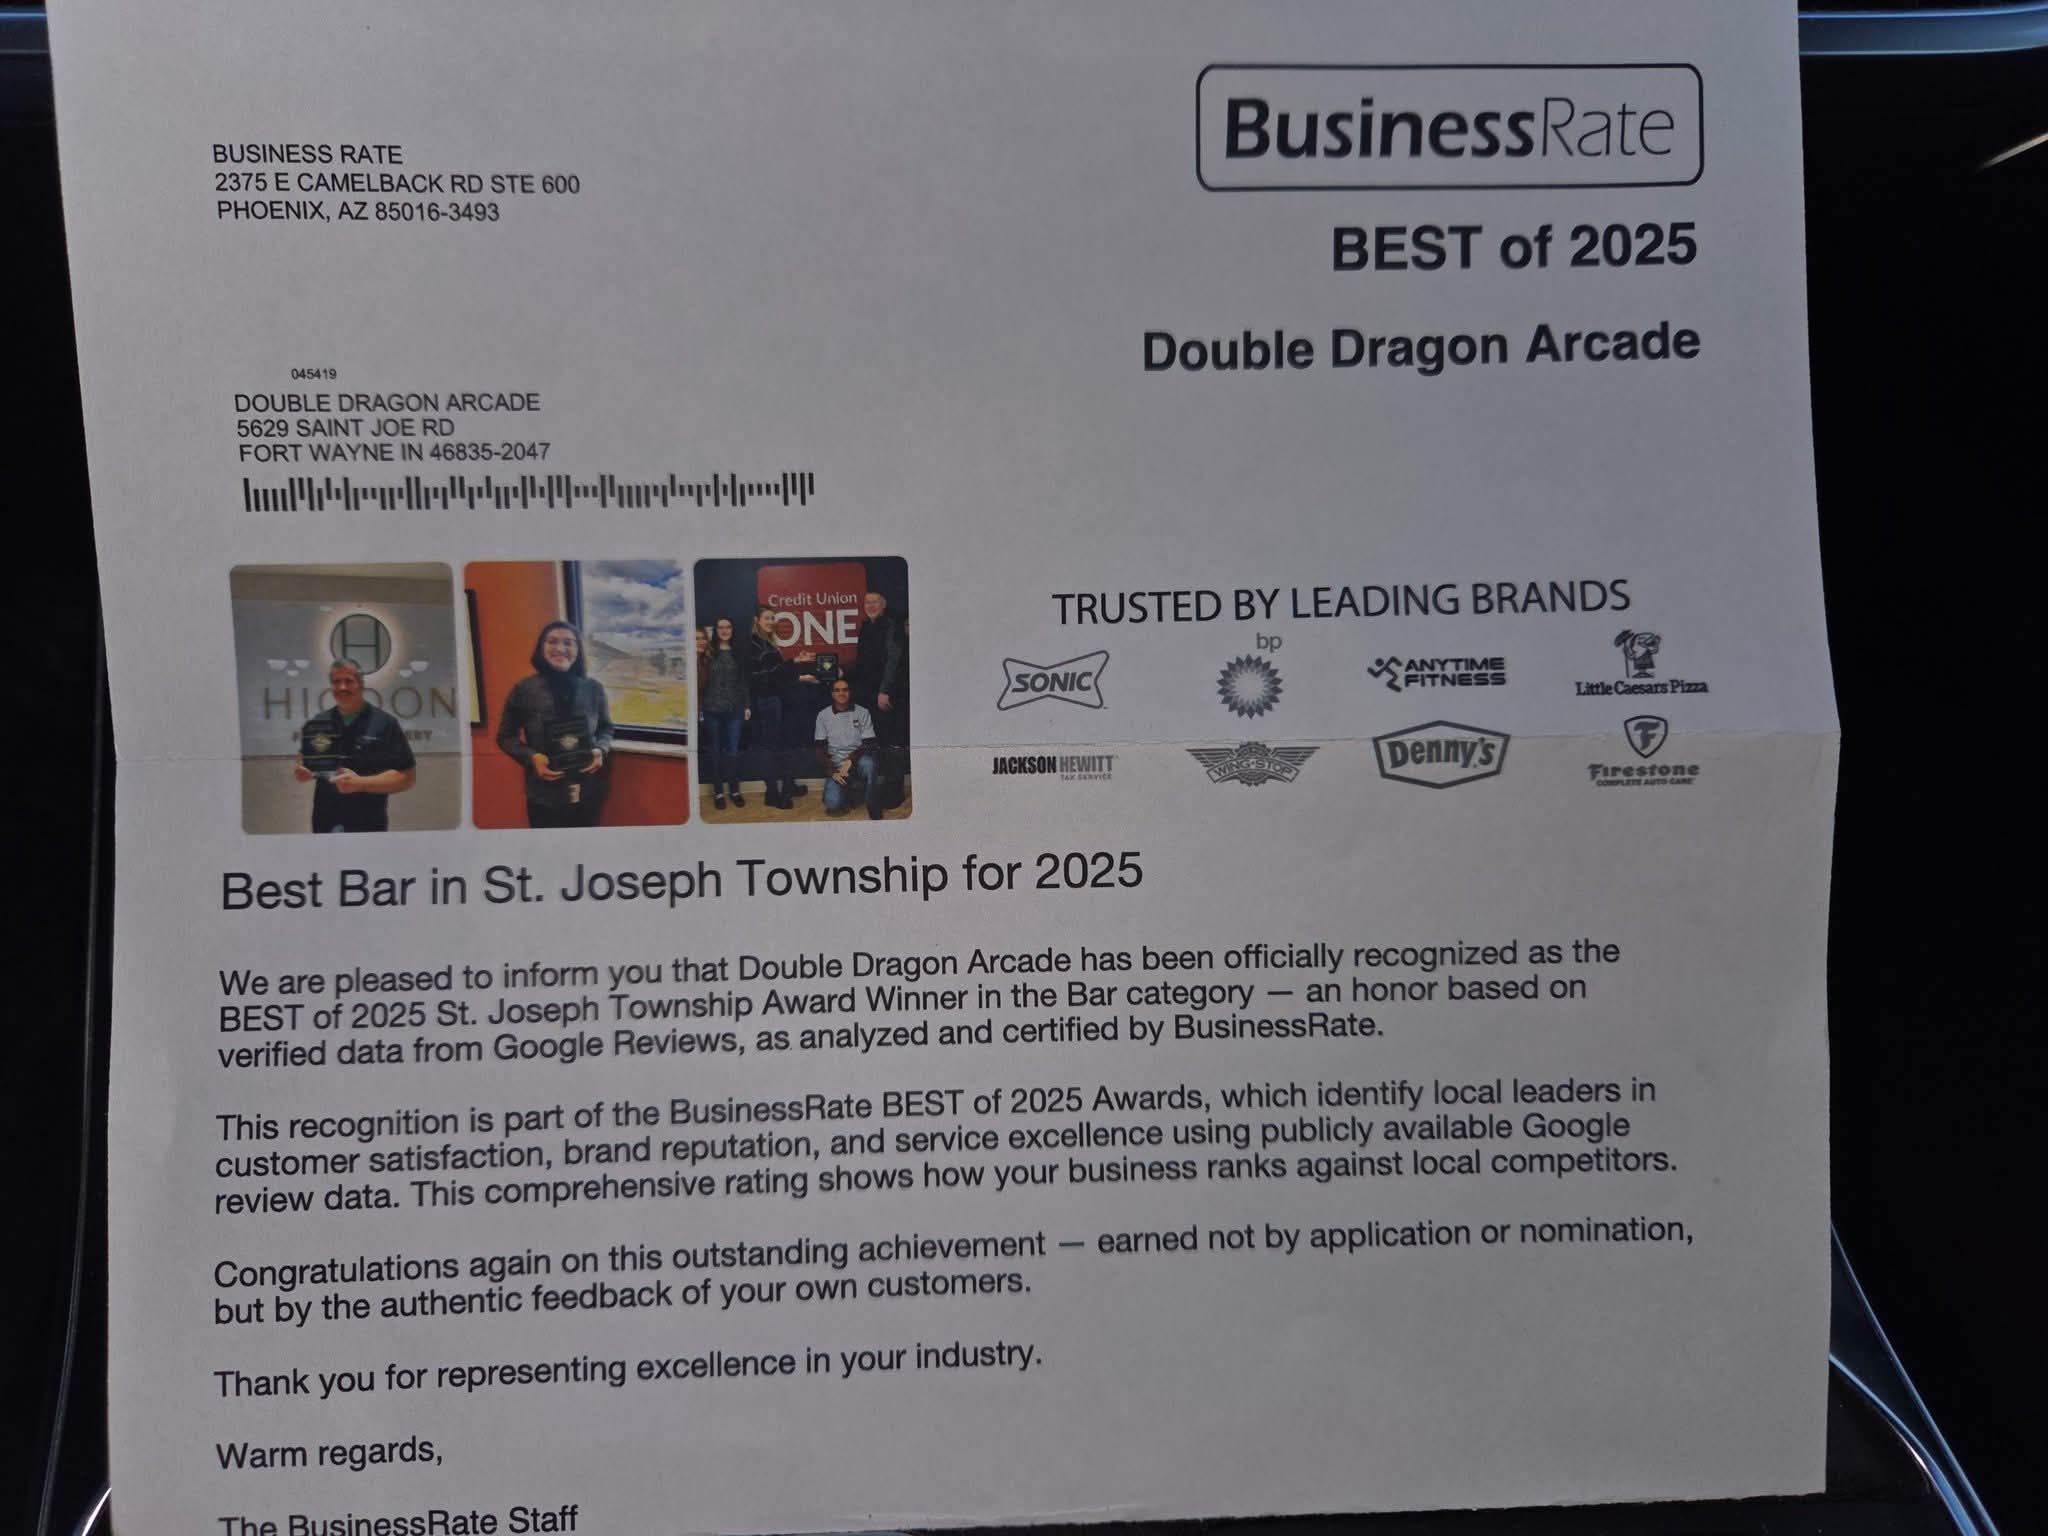 BUSINESS RATE
2375 E CAMELBACK RD STE 600
PHOENIX, AZ 85016-3493
BusinessRate
BEST of 2025
Double Dragon Arcade
045419
DOUBLE DRAGON ARCADE
5629 SAINT JOE RD
FORT WAYNE IN 46835-2047
H
HIGDON
Credit Union
ONE
TRUSTED BY LEADING BRANDS
SONIC
bp
ANYTIME
FITNESS
Little Caesars Pizza
JACKSON HEWITT
TAX SERVICE
WING·STOP
Denny's
F
Firestone
COMPLETE AUTO CARE
Best Bar in St. Joseph Township for 2025
We are pleased to inform you that Double Dragon Arcade has been officially recognized as the
BEST of 2025 St. Joseph Township Award Winner in the Bar category — an honor based on
verified data from Google Reviews, as analyzed and certified by BusinessRate.
This recognition is part of the BusinessRate BEST of 2025 Awards, which identify local leaders in
customer satisfaction, brand reputation, and service excellence using publicly available Google
review data. This comprehensive rating shows how your business ranks against local competitors.
Congratulations again on this outstanding achievement — earned not by application or nomination,
but by the authentic feedback of your own customers.
Thank you for representing excellence in your industry.
Warm regards,
The BusinessRate Staff